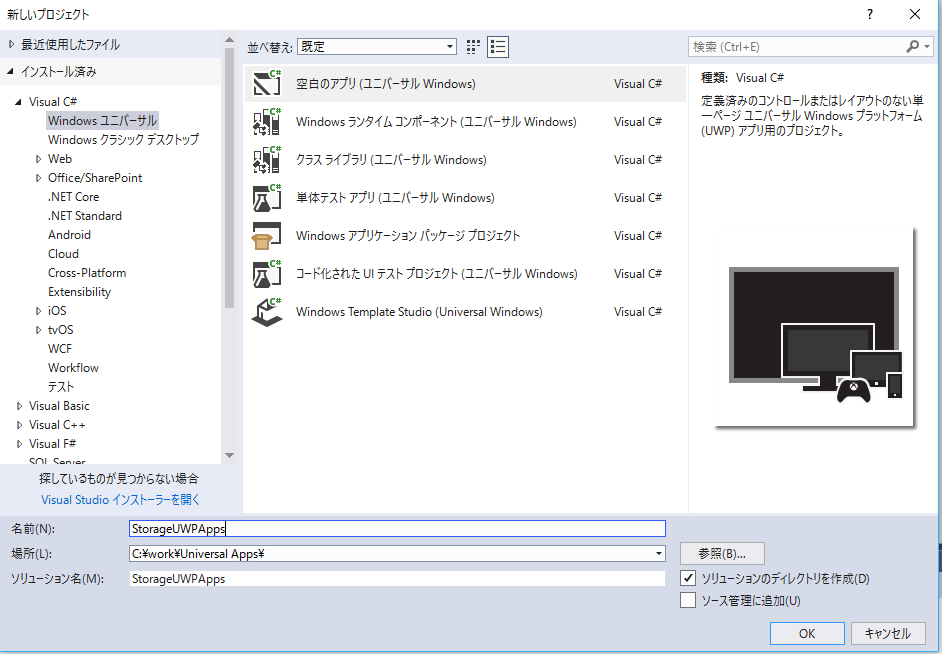 新しいプロジェクト
?
最近使用したファイル
インストール済み
Visual C#
Windows ユニバーサル
Windows クラシック デスクトップ
Web
Office/SharePoint
.NET Core
.NET Standard
Android
Cloud
Cross-Platform
Extensibility
iOS
tvOS
WCF
Workflow
テスト
Visual Basic
Visual C++
Visual F#
SQL Server
探しているものが見つからない場合
Visual Studio インストーラーを開く
並べ替え: 既定
C# 空白のアプリ (ユニバーサル Windows) Visual C#
C# Windows ランタイム コンポーネント (ユニバーサル Windows) Visual C#
C# クラス ライブラリ (ユニバーサル Windows) Visual C#
C# 単体テスト アプリ (ユニバーサル Windows) Visual C#
Windows アプリケーション パッケージ プロジェクト Visual C#
C# コード化された UI テスト プロジェクト (ユニバーサル Windows) Visual C#
C# Windows Template Studio (Universal Windows) Visual C#
検索 (Ctrl+E)
種類: Visual C#
定義済みのコントロールまたはレイアウトのない単
一ページ ユニバーサル Windows プラットフォーム
(UWP) アプリ用のプロジェクト。
名前(N): StorageUWPApps
場所(L): C:¥work¥Universal Apps¥
参照(B)...
ソリューション名(M): StorageUWPApps
ソリューションのディレクトリを作成(D)
ソース管理に追加(U)
OK
キャンセル